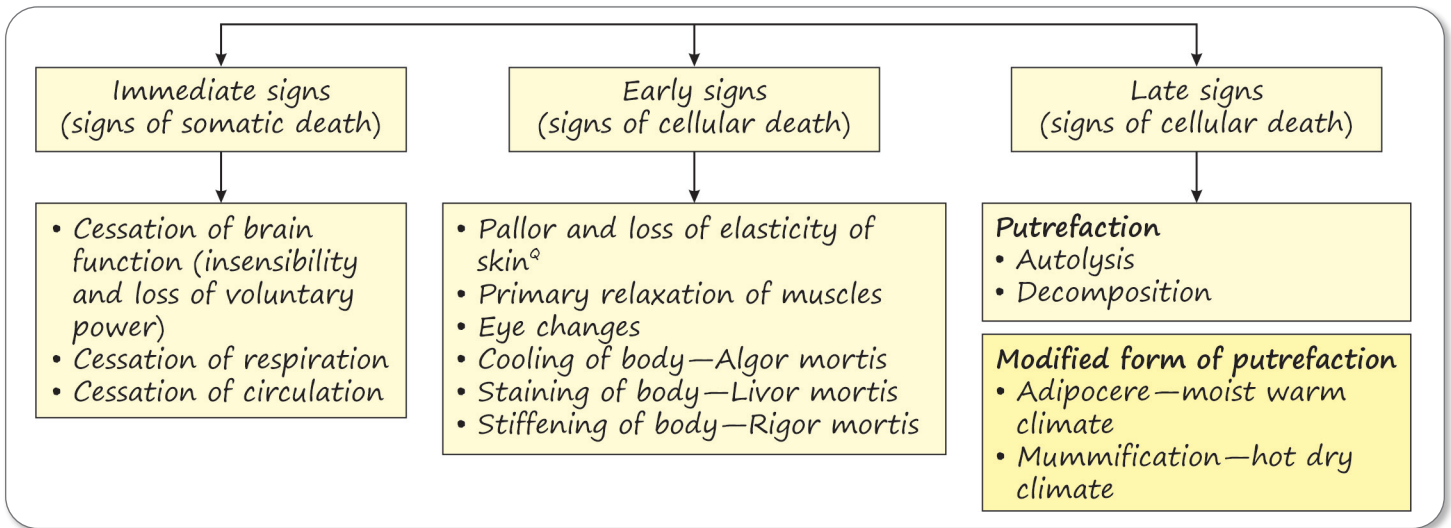 Immediate signs
(signs of somatic death)
• Cessation of brain
function (insensibility
and loss of voluntary
power)
• Cessation of respiration
• Cessation of circulation
Early signs
(signs of cellular death)
• Pallor and loss of elasticity of
skinQ
• Primary relaxation of muscles
• Eye changes
• Cooling of body—Algor mortis
• Staining of body—Livor mortis
• Stiffening of body—Rigor mortis
Late signs
(signs of cellular death)
Putrefaction
• Autolysis
• Decomposition
Modified form of putrefaction
• Adipocere—moist warm
climate
• Mummification—hot dry
climate